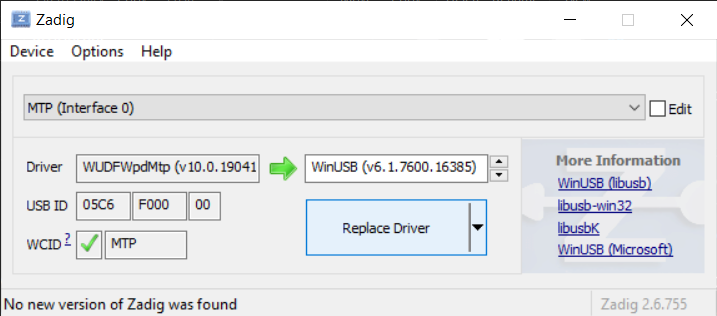 Zadig
Device Options Help
MTP (Interface 0) Edit
Driver WUDFWpdMtp (v10.0.19041 WinUSB (v6.1.7600.16385) More Information
WinUSB (libusb)
USB ID 05C6 F000 00 libusb-win32
Replace Driver libusbK
WCID ? MTP WinUSB (Microsoft)
No new version of Zadig was found Zadig 2.6.755